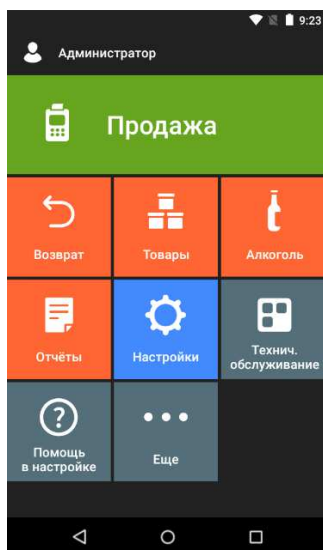 9:23
Администратор
Продажа
Возврат
Товары
Алкоголь
Отчёты
Настройки
Технич.
обслуживание
Помощь
в настройке
Еще